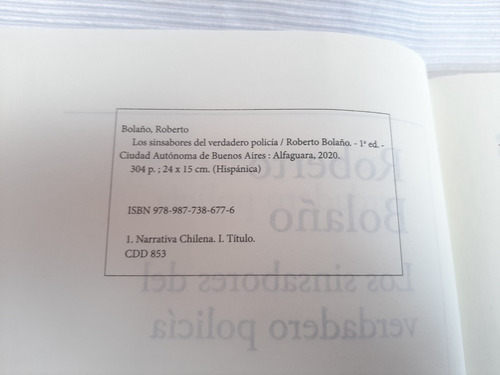 Bolaño, Roberto
Los sinsabores del verdadero policía / Roberto Bolaño. - 1ª ed. -
Ciudad Autónoma de Buenos Aires : Alfaguara, 2020.
304 p. ; 24 x 15 cm. (Hispánica)
ISBN 978-987-738-677-6
1. Narrativa Chilena. I. Título.
CDD 853
Roberto
Bolaño
Los sinsabores del
verdadero policía